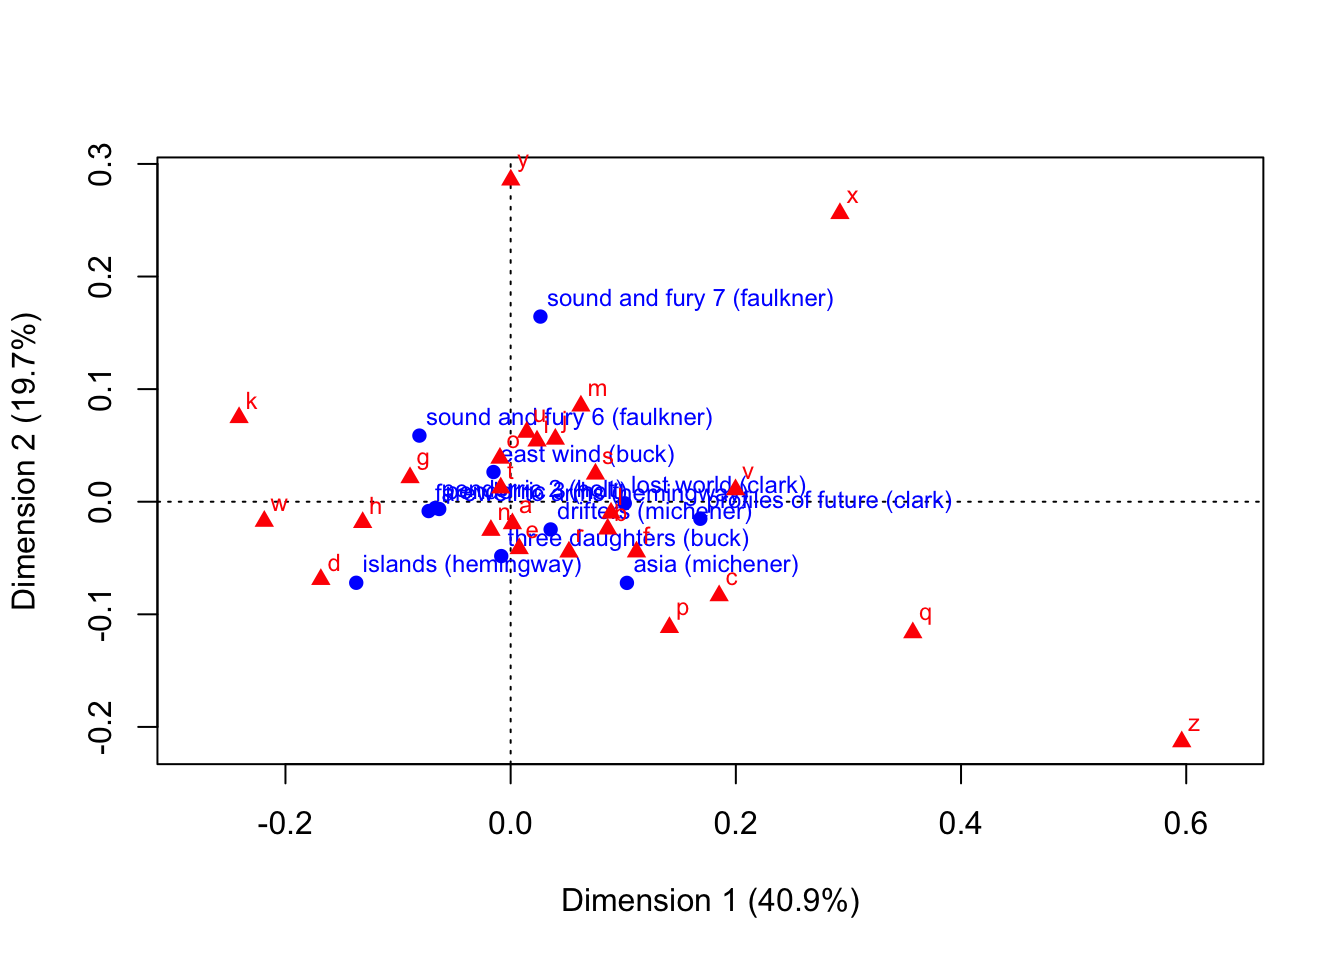 y
x
sound and fury 7 (faulkner)
m
k
sound and fury 6 (faulkner)
u
j
o
east wind (buck)
s
g
t
v
lost world (clark)
profiles of future (clark)
w
h
n
a
drifters (michener)
e
r
f
three daughters (buck)
d
islands (hemingway)
asia (michener)
c
p
q
z
0.3
0.2
0.1
0.0
-0.1
-0.2
Dimension 2 (19.7%)
-0.2
0.0
0.2
0.4
0.6
Dimension 1 (40.9%)